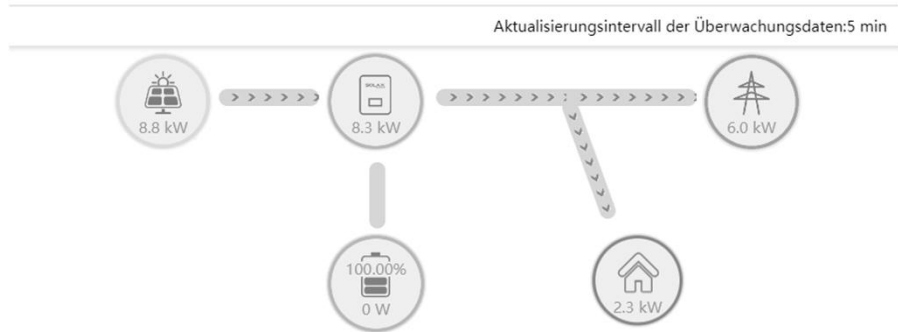 Aktualisierungsintervall der Überwachungsdaten:5 min
SOLAX
8.8 kW
8.3 kW
6.0 kW
100.00%
0 W
2.3 kW